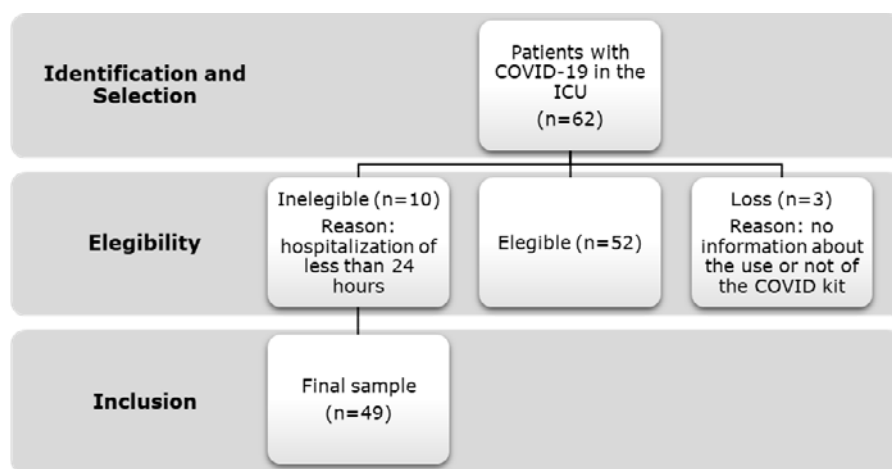 Identification and
Selection
Patients with
COVID-19 in the
ICU
(n=62)
Elegibility
Inelegible (n=10)
Reason:
hospitalization of
less than 24
hours
Elegible (n=52)
Loss (n=3)
Reason: no
information about
the use or not of
the COVID kit
Inclusion
Final sample
(n=49)